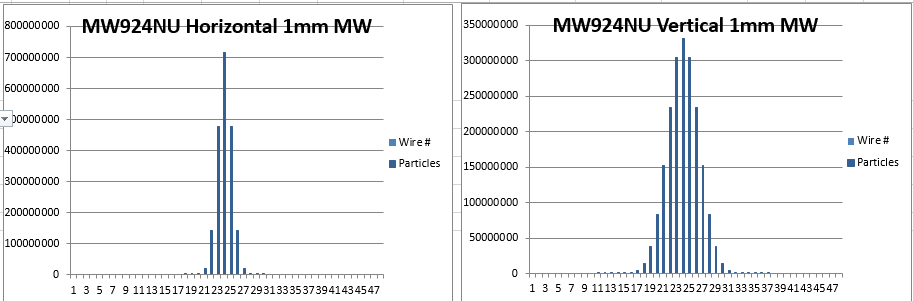 MW924NU Horizontal 1mm MW
800000000
700000000
600000000
500000000
400000000
300000000
200000000
100000000
0
1 3 5 7 9 11 13 15 17 19 21 23 25 27 29 31 33 35 37 39 41 43 45 47
Wire #
Particles
MW924NU Vertical 1mm MW
350000000
300000000
250000000
200000000
150000000
100000000
50000000
0
1 3 5 7 9 11 13 15 17 19 21 23 25 27 29 31 33 35 37 39 41 43 45 47
Wire #
Particles